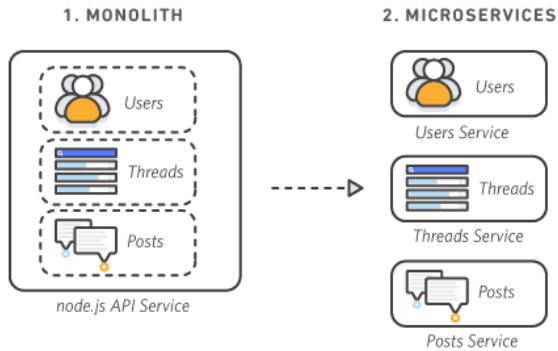 1. MONOLITH
Users
Threads
Posts
node.js API Service
2. MICROSERVICES
Users
Users Service
Threads
Threads Service
Posts
Posts Service